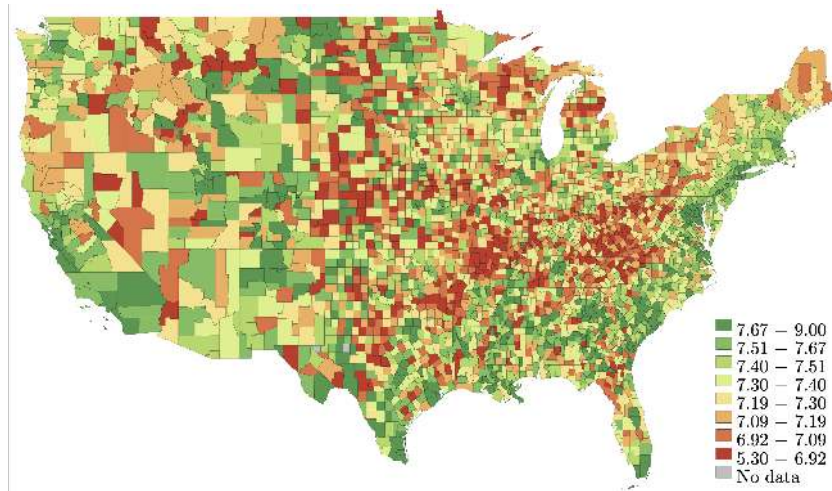 7.67 – 9.00
7.51 – 7.67
7.40 – 7.51
7.30 – 7.40
7.19 – 7.30
7.09 – 7.19
6.92 – 7.09
5.30 – 6.92
No data